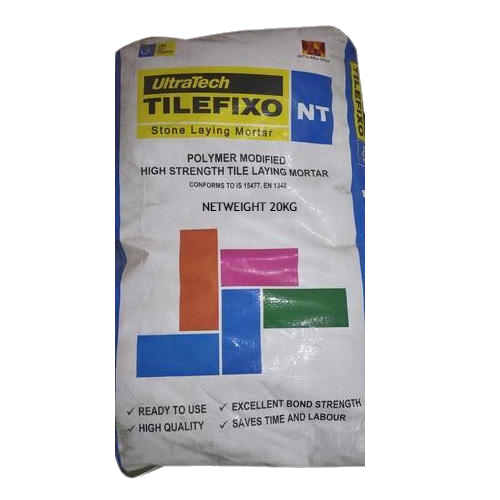 UltraTech
TILEFIXO NT
Stone Laying Mortar
POLYMER MODIFIED
HIGH STRENGTH TILE LAYING MORTAR
CONFORMS TO IS 15477. EN 1348
NETWEIGHT 20KG
✓ READY TO USE ✓ EXCELLENT BOND STRENGTH
✓ HIGH QUALITY ✓ SAVES TIME AND LABOUR
TILEFIXO